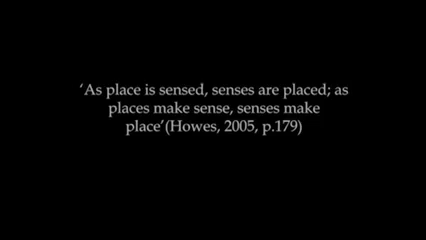 ‘As place is sensed, senses are placed; as
places make sense, senses make
place’(Howes, 2005, p.179)